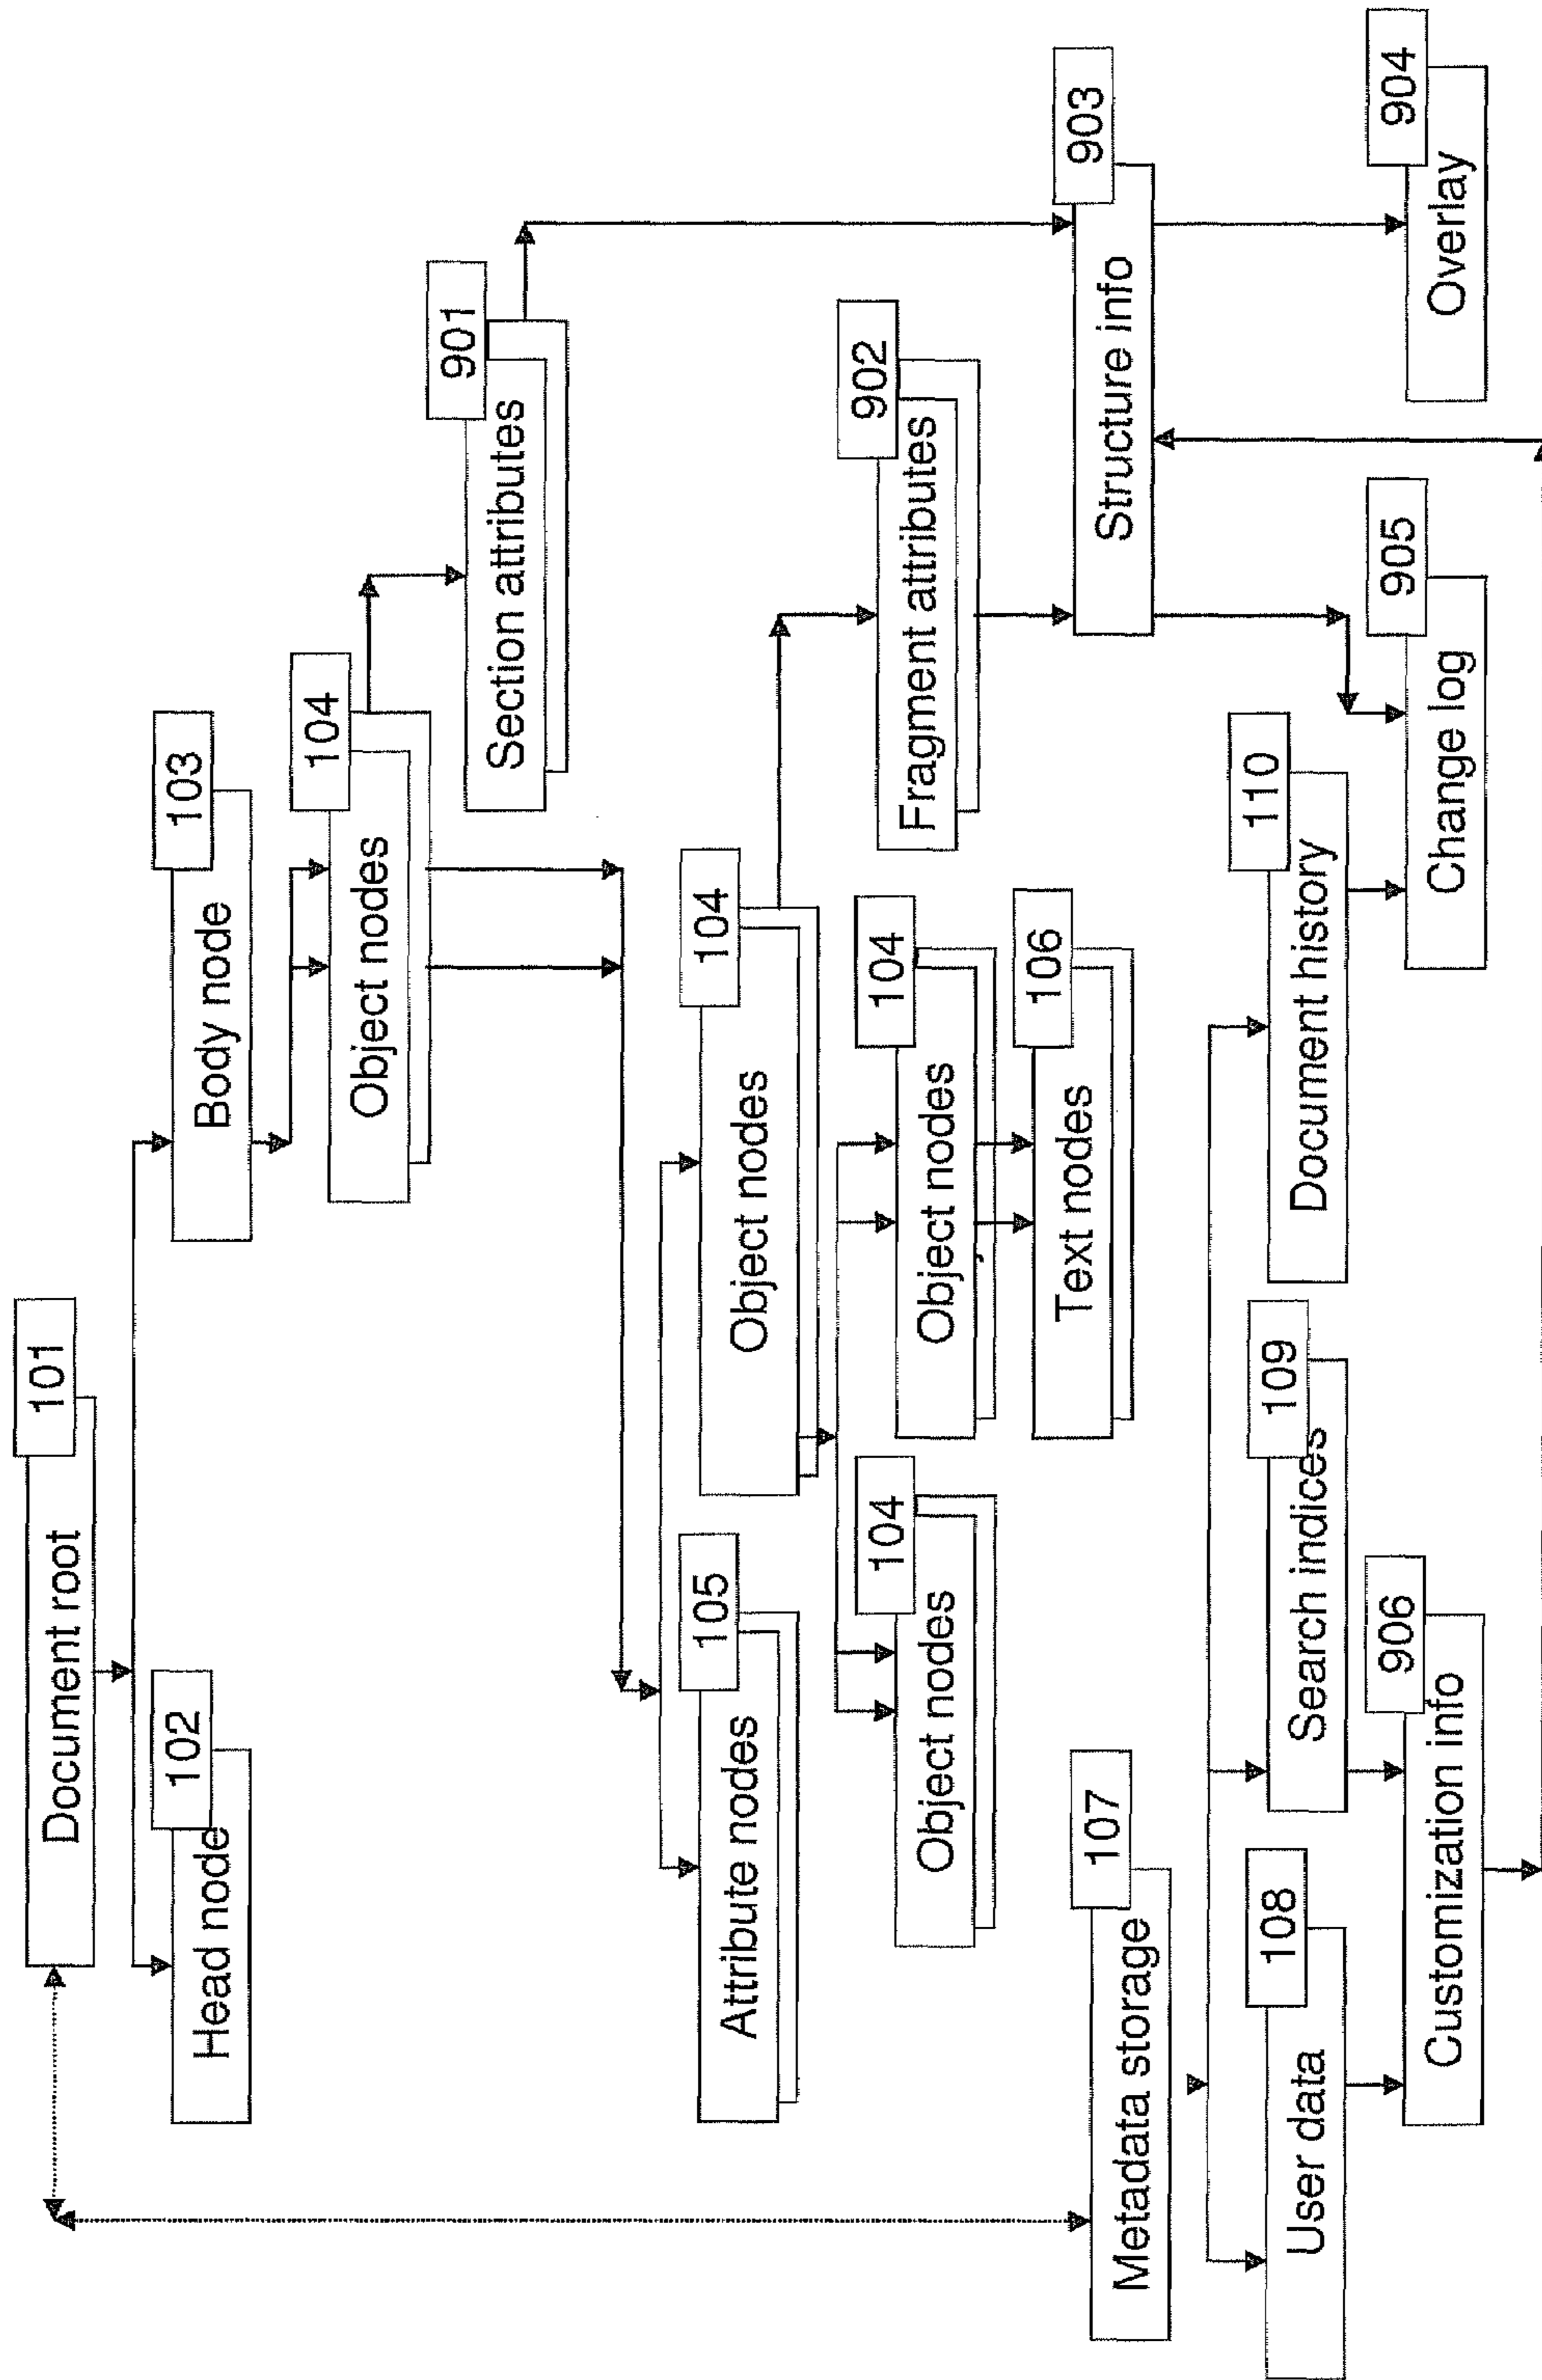 Document root
101
Head node
102
Body node
103
Object nodes
104
Section attributes
901
Attribute nodes
105
Object nodes
104
Fragment attributes
902
Object nodes
104
Object nodes
104
Text nodes
106
Structure info
903
Metadata storage
107
User data
108
Search indices
109
Document history
110
Customization info
906
Change log
905
Overlay
904